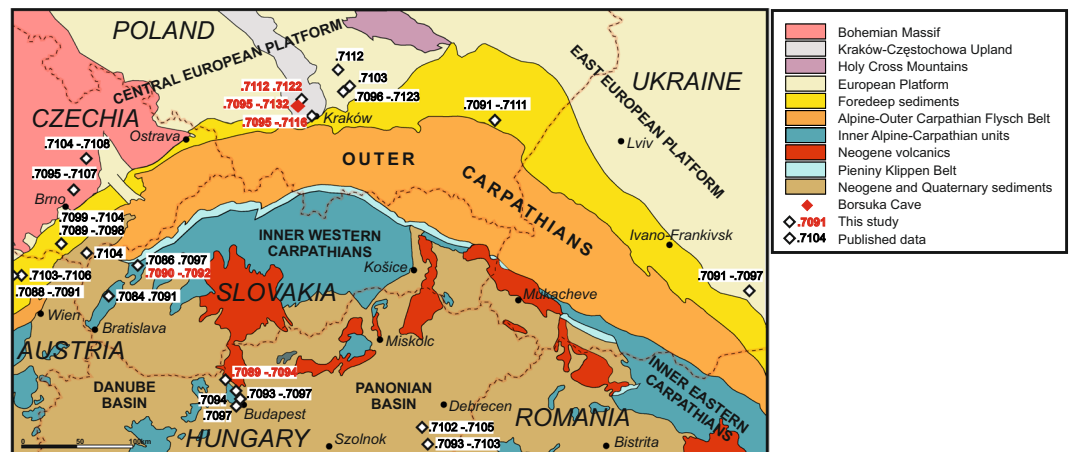 POLAND
CENTRAL EUROPEAN PLATFORM
EAST EUROPEAN PLATFORM
UKRAINE
.7112
.7103
.7096 -.7123
.7112 .7122
.7095 -.7132
.7095 -.7116
Kraków
.7091 -.7111
CZECHIA
Ostrava
Lviv
.7104 -.7108
.7095 -.7107
Brno
OUTER
CARPATHIANS
.7099 -.7104
.7089 -.7098
.7104
INNER WESTERN
CARPATHIANS
Ivano-Frankivsk
.7086 .7097
.7090 -.7092
Košice
.7103-.7106
.7088 -.7091
.7084 .7091
SLOVAKIA
Mukacheve
.7091 -.7097
Wien
Bratislava
AUSTRIA
Miskolc
.7089 -.7094
DANUBE
BASIN
.7094
.7093 -.7097
.7097
Budapest
PANONIAN
BASIN
Debrecen
ROMANIA
INNER EASTERN
CARPATHIANS
HUNGARY
Szolnok
.7102 -.7105
.7093 -.7103
Bistrita
0 50 100km
Bohemian Massif
Kraków-Częstochowa Upland
Holy Cross Mountains
European Platform
Foredeep sediments
Alpine-Outer Carpathian Flysch Belt
Inner Alpine-Carpathian units
Neogene volcanics
Pieniny Klippen Belt
Neogene and Quaternary sediments
Borsuka Cave
.7091 This study
.7104 Published data